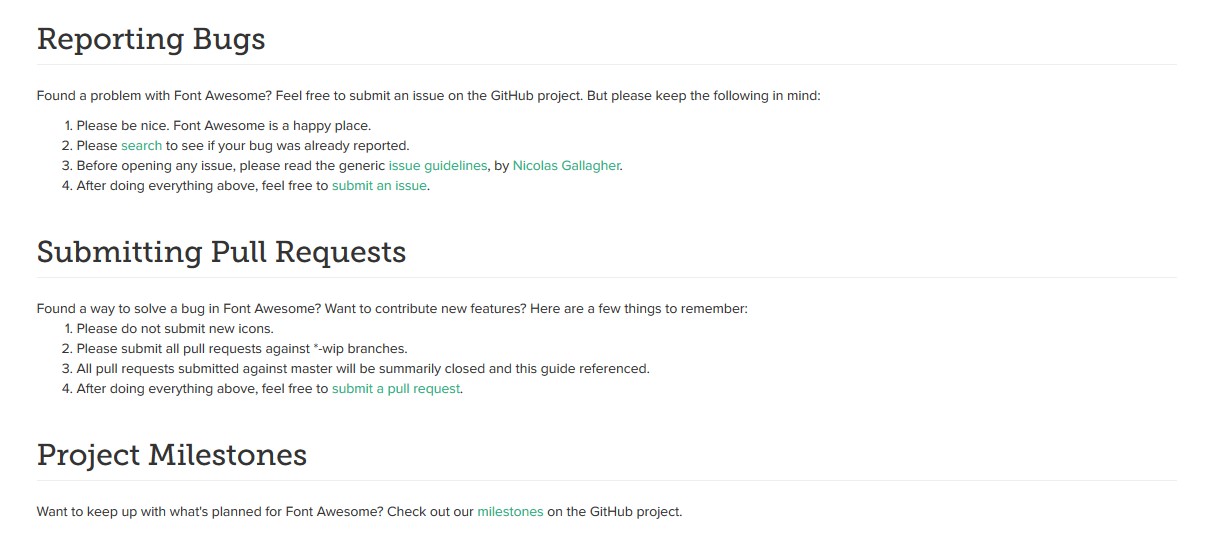 Reporting Bugs
Found a problem with Font Awesome? Feel free to submit an issue on the GitHub project. But please keep the following in mind:
1. Please be nice. Font Awesome is a happy place.
2. Please search to see if your bug was already reported.
3. Before opening any issue, please read the generic issue guidelines, by Nicolas Gallagher.
4. After doing everything above, feel free to submit an issue.
Submitting Pull Requests
Found a way to solve a bug in Font Awesome? Want to contribute new features? Here are a few things to remember:
1. Please do not submit new icons.
2. Please submit all pull requests against *-wip branches.
3. All pull requests submitted against master will be summarily closed and this guide referenced.
4. After doing everything above, feel free to submit a pull request.
Project Milestones
Want to keep up with what's planned for Font Awesome? Check out our milestones on the GitHub project.